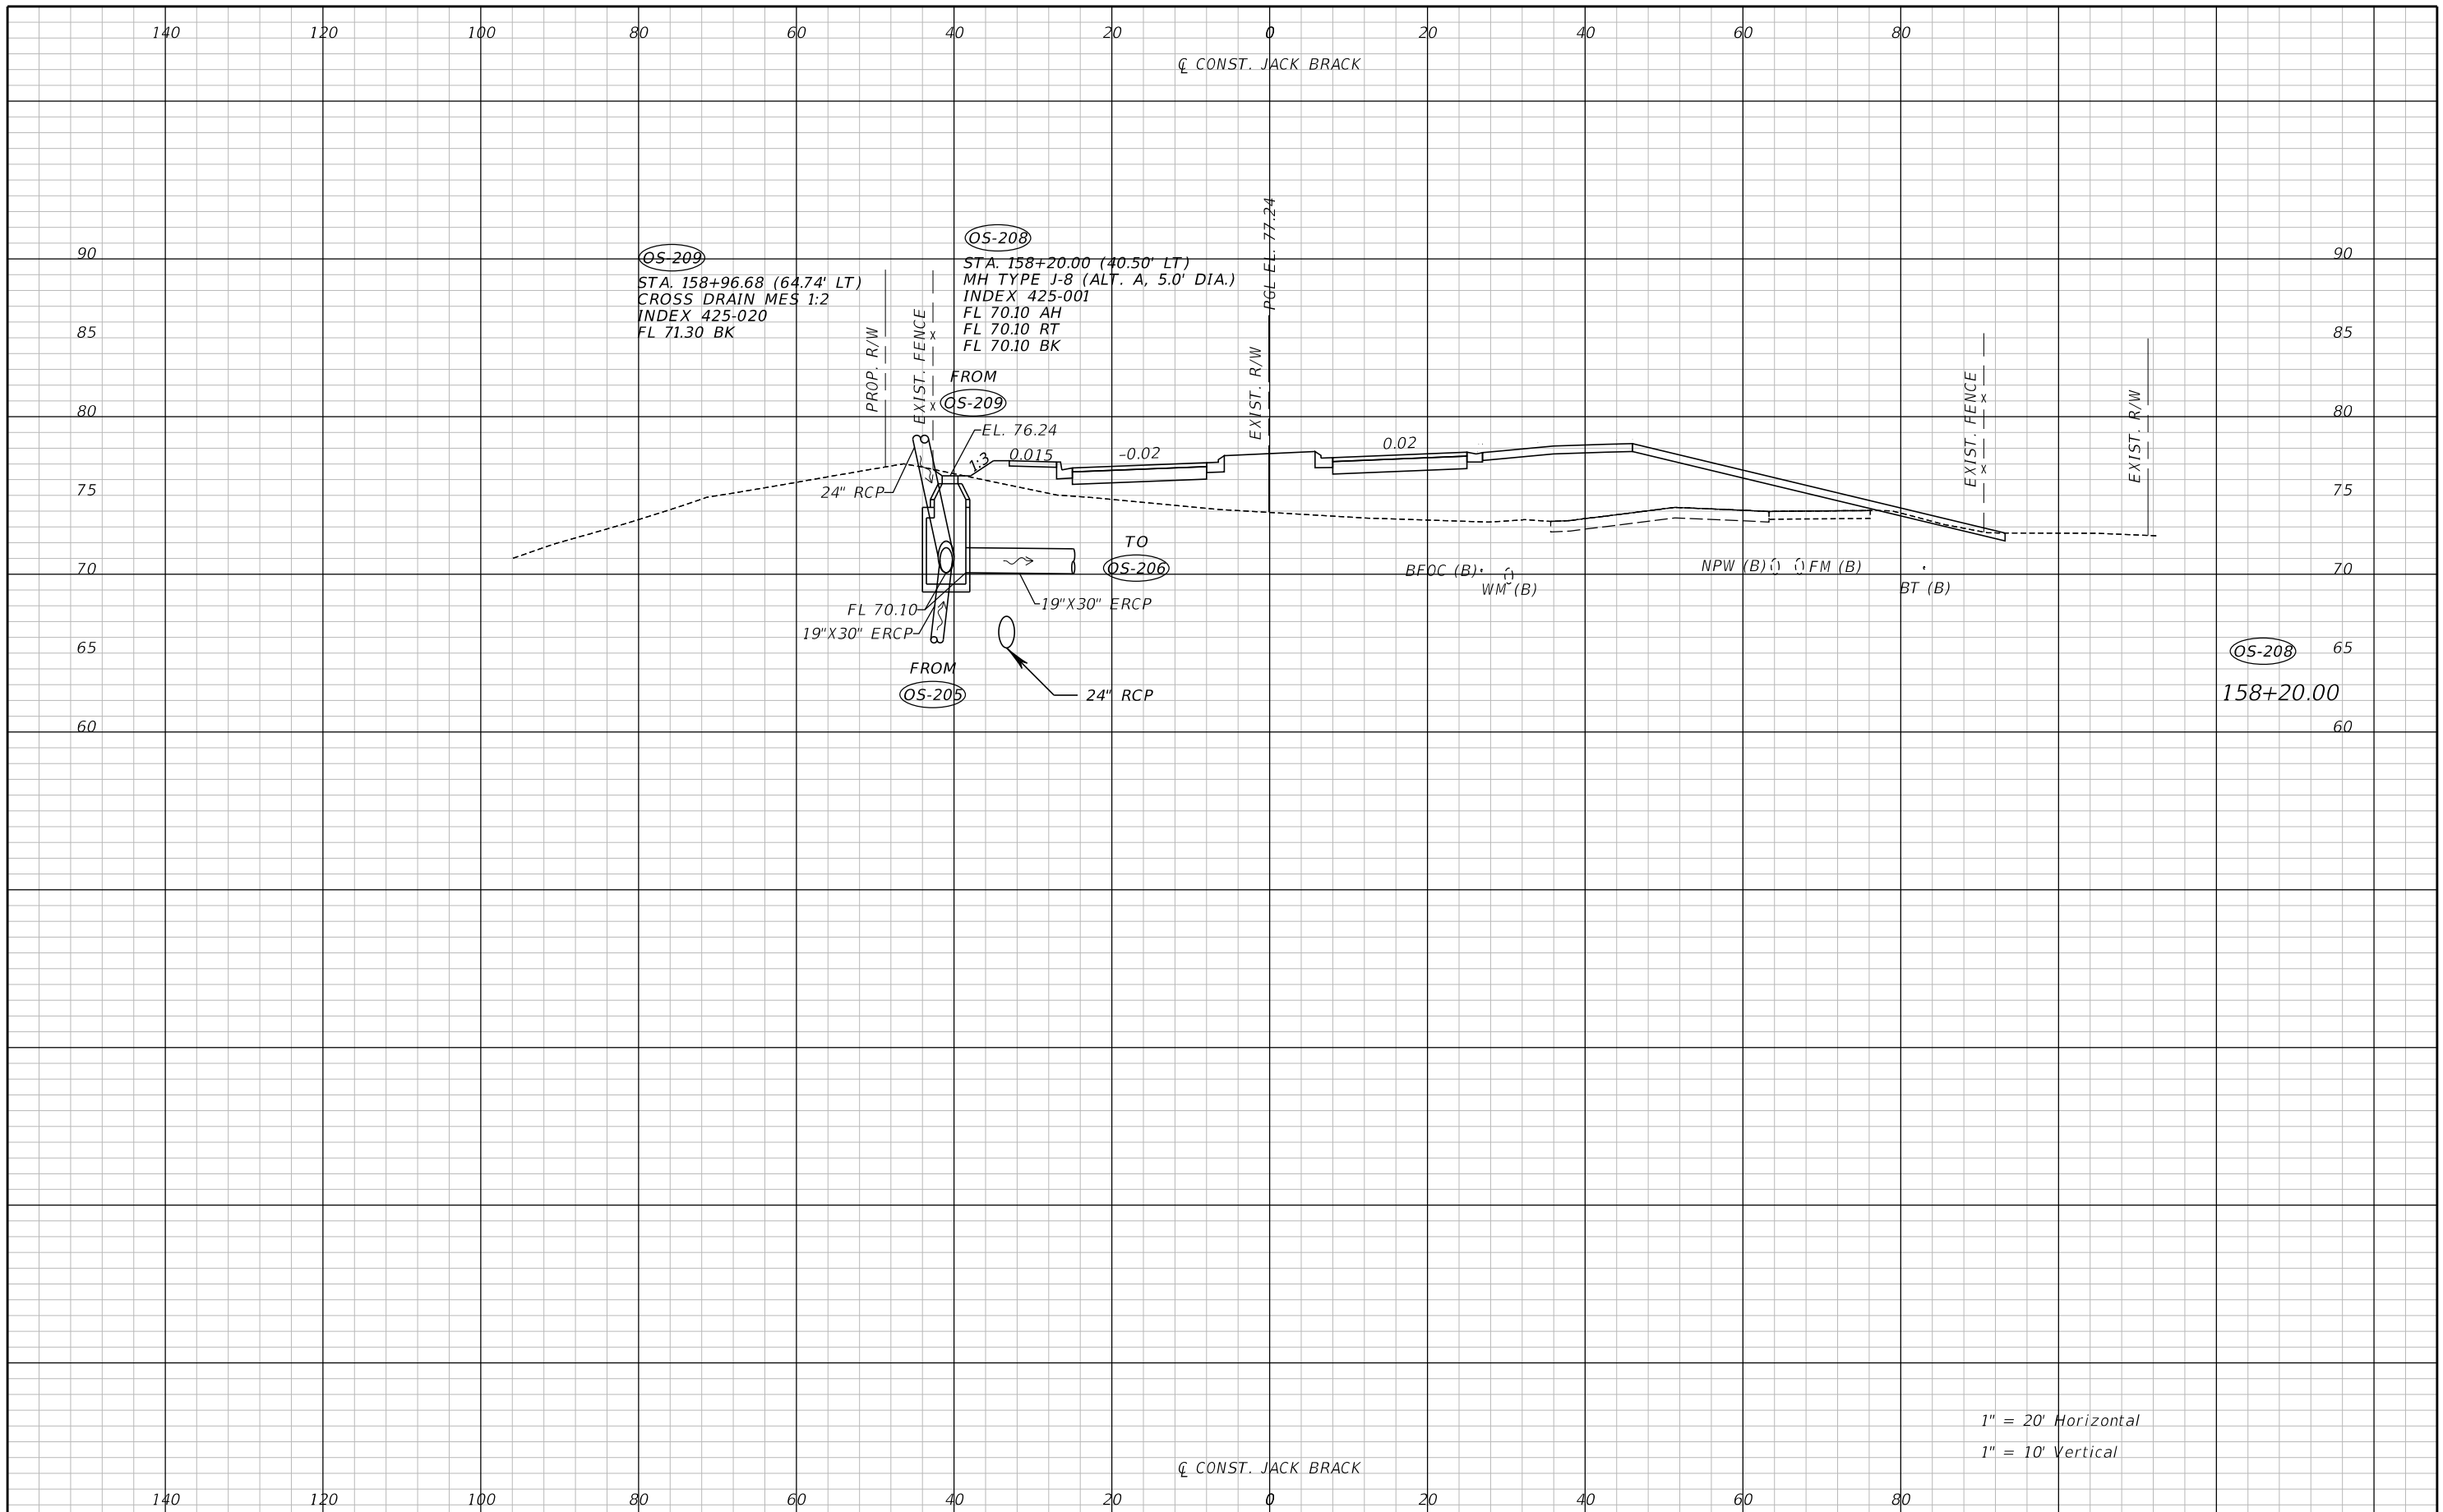 140 120 100 80 60 40 20 0 20 40 60 80
℄ CONST. JACK BRACK
90
85
80
75
70
65
60
OS-209
STA. 158+96.68 (64.74' LT)
CROSS DRAIN MES 1:2
INDEX 425-020
FL 71.30 BK
OS-208
STA. 158+20.00 (40.50' LT)
MH TYPE J-8 (ALT. A, 5.0' DIA.)
INDEX 425-001
FL 70.10 AH
FL 70.10 RT
FL 70.10 BK
PROP. R/W
EXIST. FENCE
FROM
OS-209
EL. 76.24
1:3
0.015
-0.02
PGL EL. 77.24
EXIST. R/W
0.02
24" RCP
TO
OS-206
FL 70.10
19"X30" ERCP
19"X30" ERCP
FROM
OS-205
24" RCP
BFOC (B)
WM (B)
NPW (B)
FM (B)
BT (B)
EXIST. FENCE
EXIST. R/W
90
85
80
75
70
65
60
OS-208
158+20.00
1" = 20' Horizontal
1" = 10' Vertical
℄ CONST. JACK BRACK
140 120 100 80 60 40 20 0 20 40 60 80